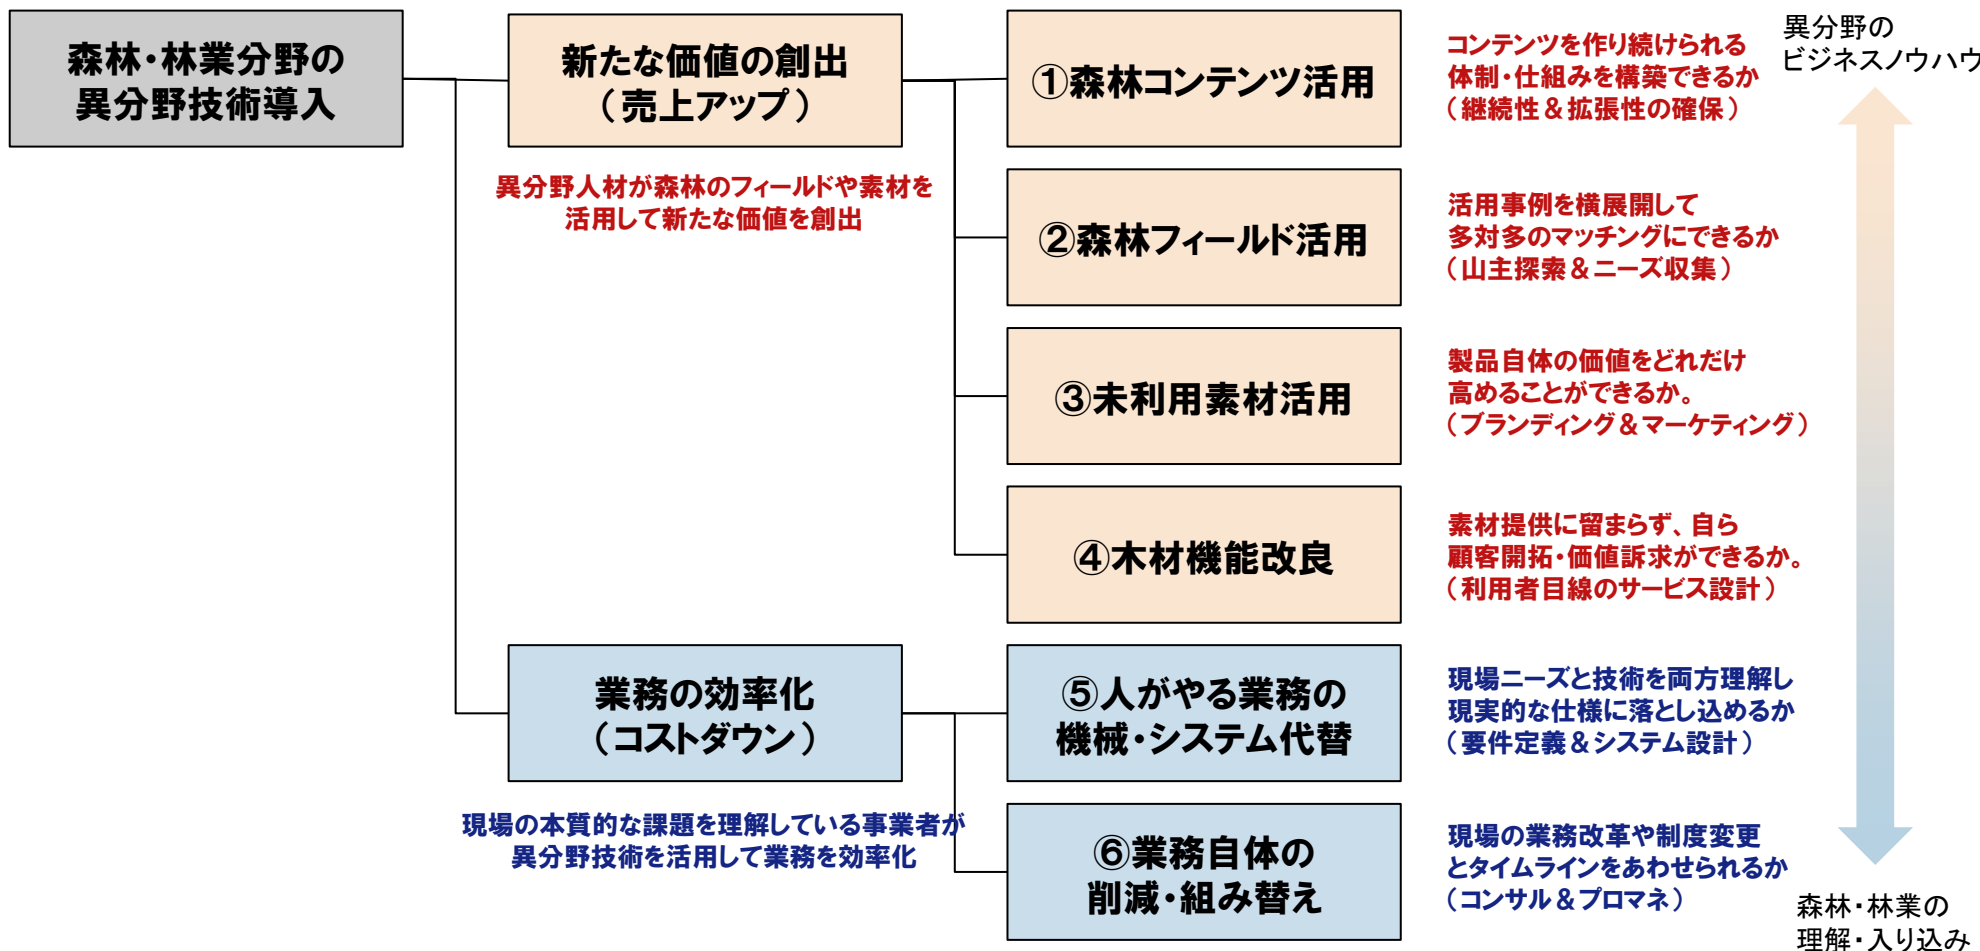 森林・林業分野の
異分野技術導入
新たな価値の創出
（売上アップ）
異分野人材が森林のフィールドや素材を
活用して新たな価値を創出
①森林コンテンツ活用
コンテンツを作り続けられる
体制・仕組みを構築できるか
（継続性＆拡張性の確保）
異分野の
ビジネスノウハウ
②森林フィールド活用
活用事例を横展開して
多対多のマッチングにできるか
（山主探索＆ニーズ収集）
③未利用素材活用
製品自体の価値をどれだけ
高めることができるか。
（ブランディング＆マーケティング）
④木材機能改良
素材提供に留まらず、自ら
顧客開拓・価値訴求ができるか。
（利用者目線のサービス設計）
業務の効率化
（コストダウン）
現場の本質的な課題を理解している事業者が
異分野技術を活用して業務を効率化
⑤人がやる業務の
機械・システム代替
現場ニーズと技術を両方理解し
現実的な仕様に落とし込めるか
（要件定義＆システム設計）
⑥業務自体の
削減・組み替え
現場の業務改革や制度変更
とタイムラインをあわせられるか
（コンサル＆プロマネ）
森林・林業の
理解・入り込み